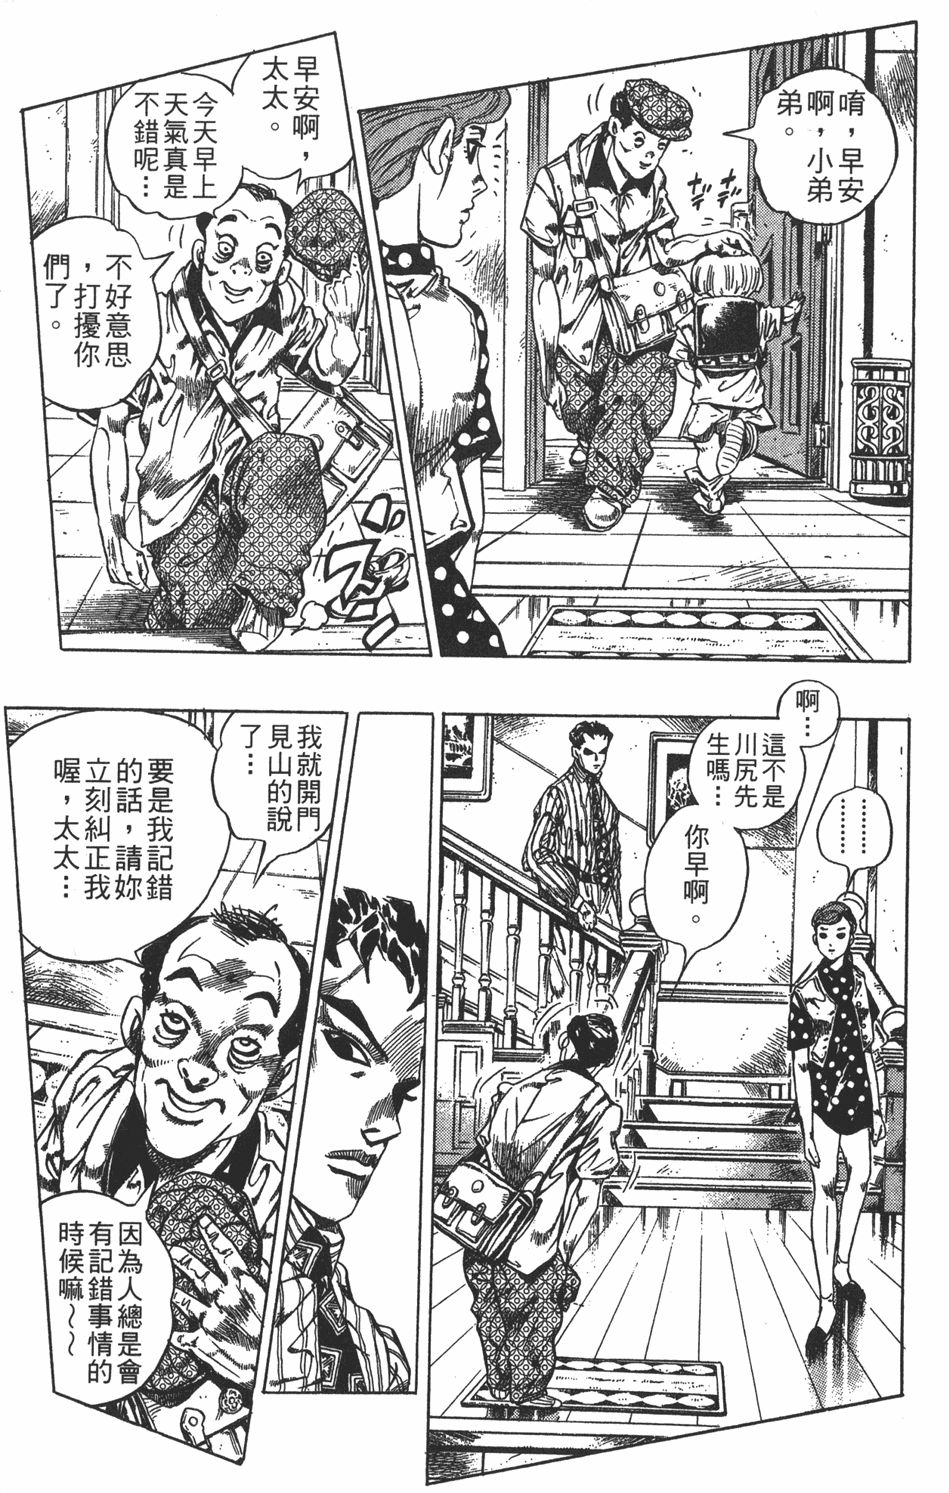 唷，早安
啊，小弟
弟。
ナデ
ナデ
早安啊，
太太。
今天早上
天氣真是
不錯呢…
不好意思
，打擾你
們了。
啊…
這不是
川尻先
生嗎…
你早啊。
………
我就開門
見山的說
了…
要是我記錯
的話，請妳
立刻糾正我
喔，太太…
因為人總是會
有記錯事情的
時候嘛～～